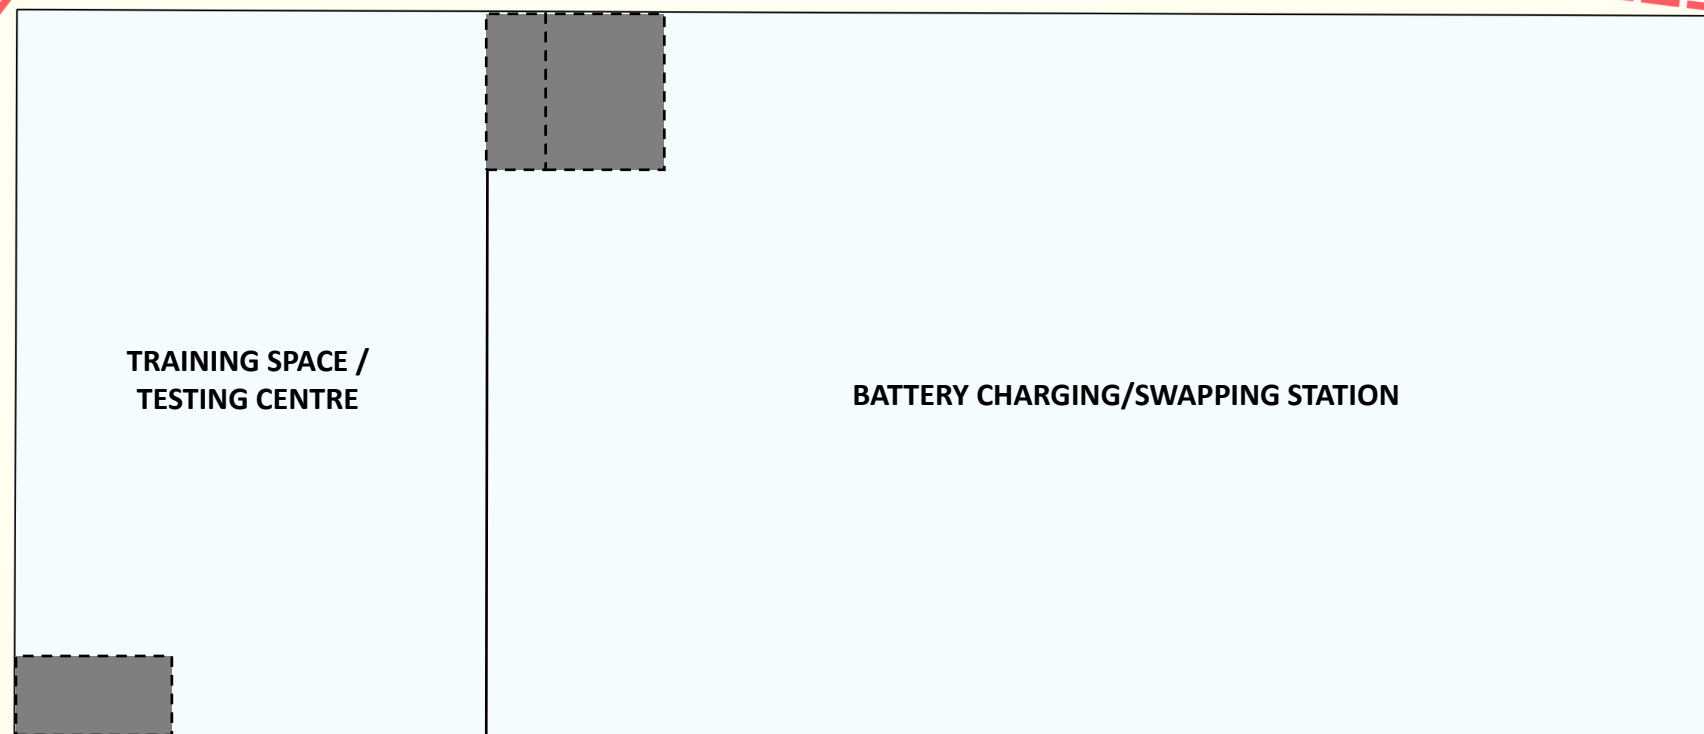 TRAINING SPACE /
TESTING CENTRE
BATTERY CHARGING/SWAPPING STATION